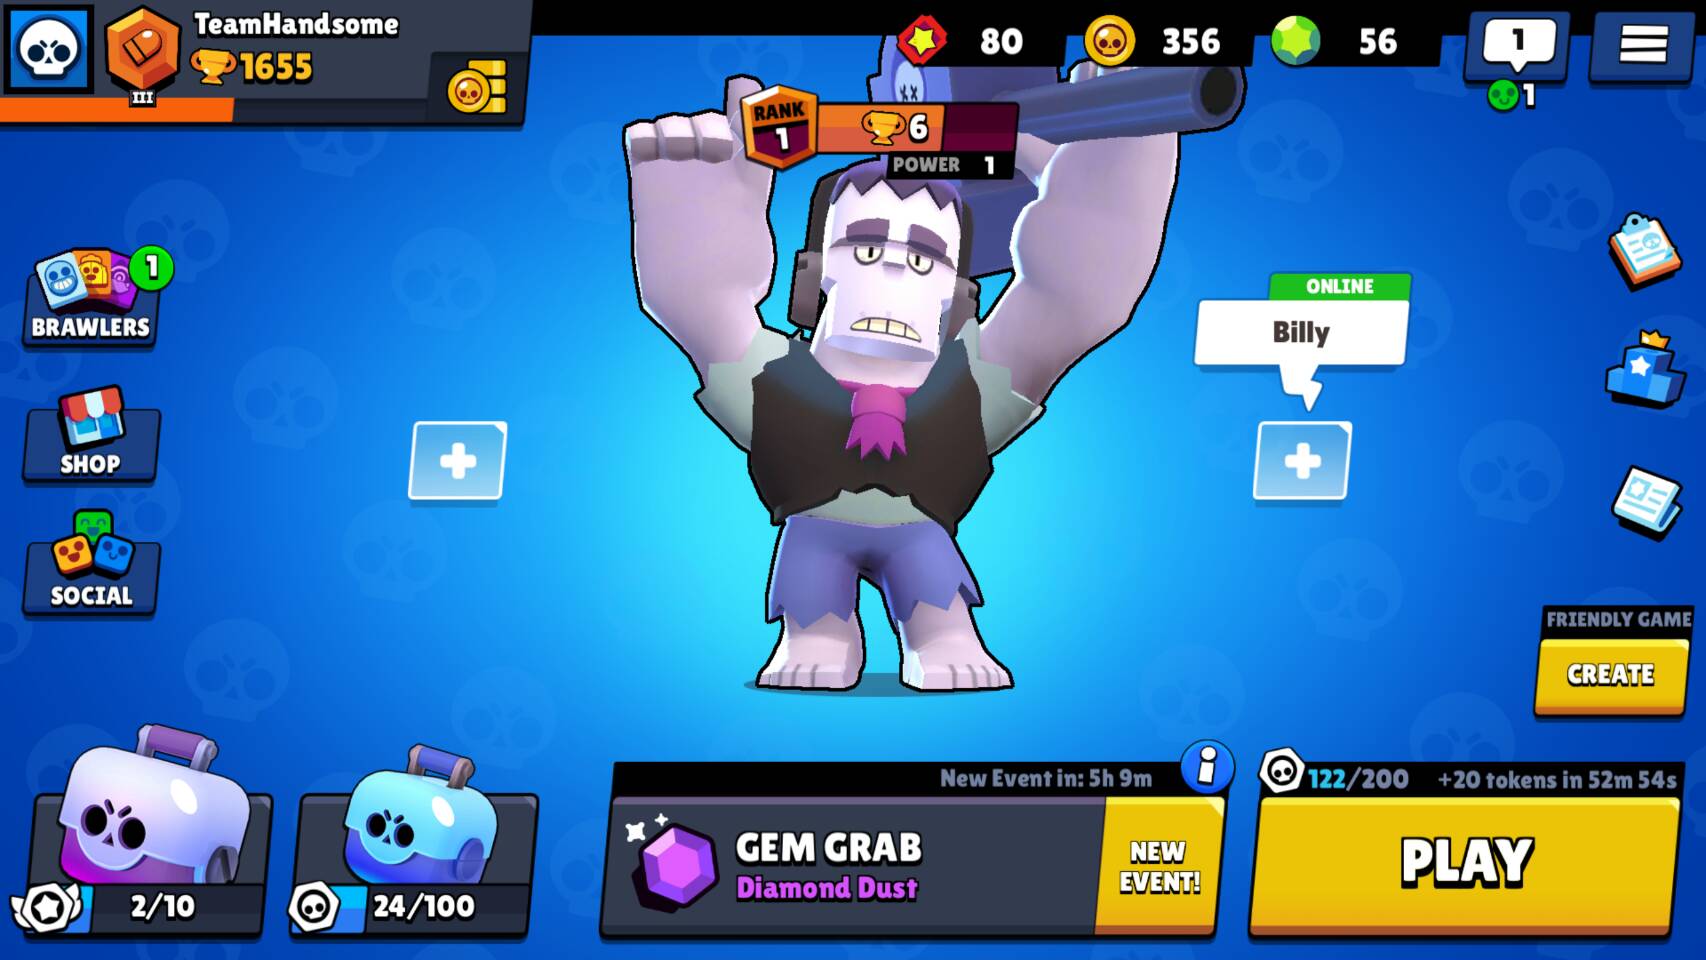 TeamHandsome
1655
III
80
356
56
1
1
RANK
1
6
POWER 1
1
BRAWLERS
SHOP
SOCIAL
ONLINE
Billy
FRIENDLY GAME
CREATE
2/10
24/100
New Event in: 5h 9m
GEM GRAB
Diamond Dust
NEW
EVENT!
122/200
+20 tokens in 52m 54s
PLAY